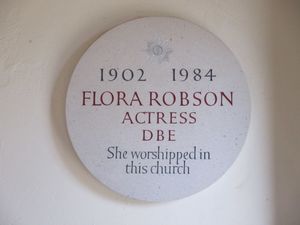 1902 1984
FLORA ROBSON
ACTRESS
DBE
She worshipped in
this church